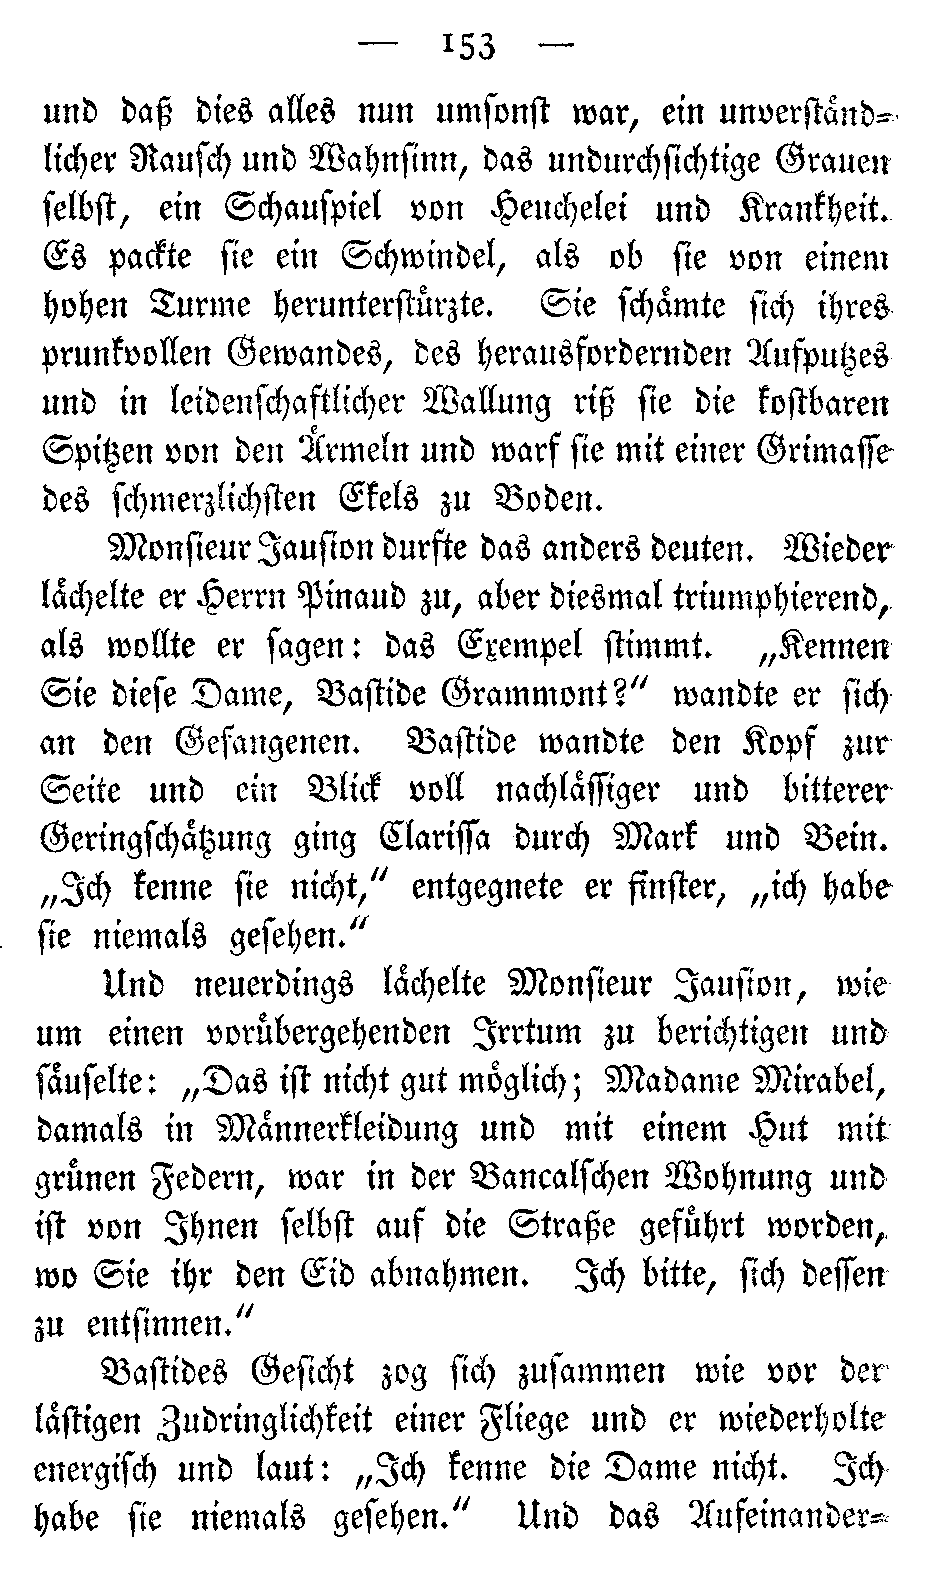 — 153 —
und daß dies alles nun umsonst war, ein unverständ-
licher Rausch und Wahnsinn, das undurchsichtige Grauen
selbst, ein Schauspiel von Heuchelei und Krankheit.
Es packte sie ein Schwindel, als ob sie von einem
hohen Turme herunterstürzte. Sie schämte sich ihres
prunkvollen Gewandes, des herausfordernden Aufputzes
und in leidenschaftlicher Wallung riß sie die kostbaren
Spitzen von den Ärmeln und warf sie mit einer Grimasse
des schmerzlichsten Ekels zu Boden.
Monsieur Jausion durfte das anders deuten. Wieder
lächelte er Herrn Pinaud zu, aber diesmal triumphierend,
als wollte er sagen: das Exempel stimmt. „Kennen
Sie diese Dame, Bastide Grammont?“ wandte er sich
an den Gefangenen. Bastide wandte den Kopf zur
Seite und ein Blick voll nachlässiger und bitterer
Geringschätzung ging Clarissa durch Mark und Bein.
„Ich kenne sie nicht,“ entgegnete er finster, „ich habe
sie niemals gesehen.“
Und neuerdings lächelte Monsieur Jausion, wie
um einen vorübergehenden Irrtum zu berichtigen und
säuselte: „Das ist nicht gut möglich; Madame Mirabel,
damals in Männerkleidung und mit einem Hut mit
grünen Federn, war in der Bancalschen Wohnung und
ist von Ihnen selbst auf die Straße geführt worden,
wo Sie ihr den Eid abnahmen. Ich bitte, sich dessen
zu entsinnen.“
Bastides Gesicht zog sich zusammen wie vor der
lästigen Zudringlichkeit einer Fliege und er wiederholte
energisch und laut: „Ich kenne die Dame nicht. Ich
habe sie niemals gesehen.“ Und das Aufeinander-